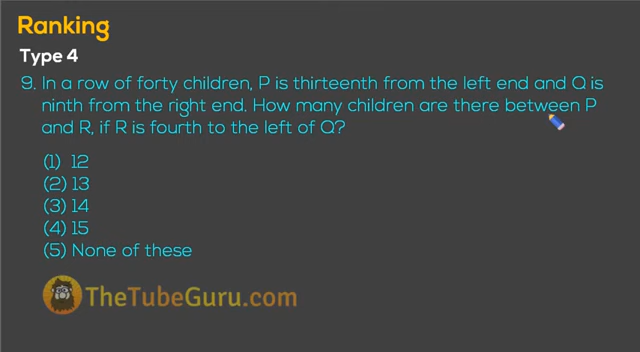 Ranking
Type 4
9. In a row of forty children, P is thirteenth from the left end and Q is
ninth from the right end. How many children are there between P
and R, if R is fourth to the left of Q?
(1) 12
(2) 13
(3) 14
(4) 15
(5) None of these
TheTubeGuru.com